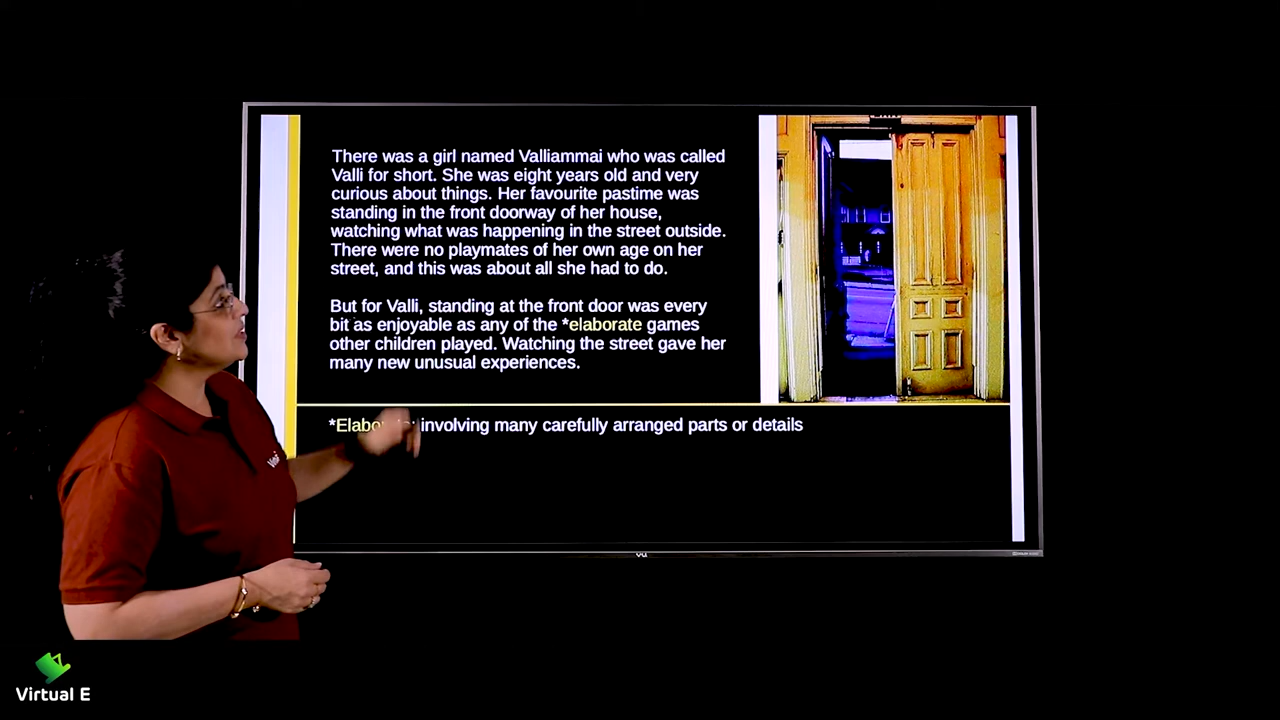 There was a girl named Valliammai who was called
Valli for short. She was eight years old and very
curious about things. Her favourite pastime was
standing in the front doorway of her house,
watching what was happening in the street outside.
There were no playmates of her own age on her
street, and this was about all she had to do.
But for Valli, standing at the front door was every
bit as enjoyable as any of the *elaborate games
other children played. Watching the street gave her
many new unusual experiences.
involving many carefully arranged parts or details
Virtual E